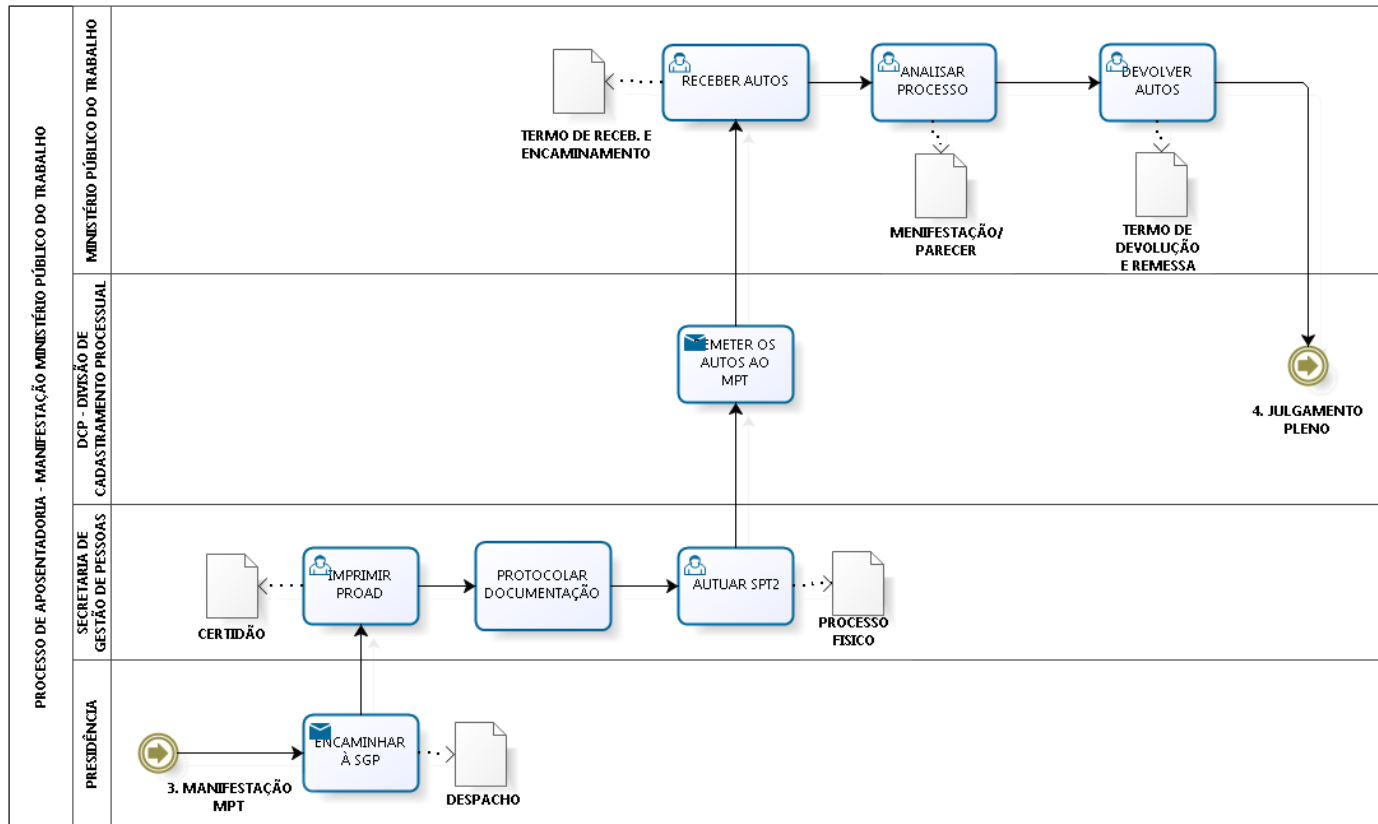 PROCESSO DE APOSENTADORIA - MANIFESTAÇÃO MINISTÉRIO PÚBLICO DO TRABALHO
MINISTÉRIO PÚBLICO DO TRABALHO
RECEBER AUTOS
ANALISAR
PROCESSO
DEVOLVER
AUTOS
TERMO DE RECEB. E
ENCAMINAMENTO
MENIFESTAÇÃO/
PARECER
TERMO DE
DEVOLUÇÃO
E REMESSA
DCP - DIVISÃO DE
CADASTRAMENTO PROCESSUAL
REMETER OS
AUTOS AO
MPT
4. JULGAMENTO
PLENO
SECRETARIA DE
GESTÃO DE PESSOAS
CERTIDÃO
IMPRIMIR
PROAD
PROTOCOLAR
DOCUMENTAÇÃO
AUTUAR SPT2
PROCESSO
FISICO
PRESIDÊNCIA
3. MANIFESTAÇÃO
MPT
ENCAMINHAR
À SGP
DESPACHO